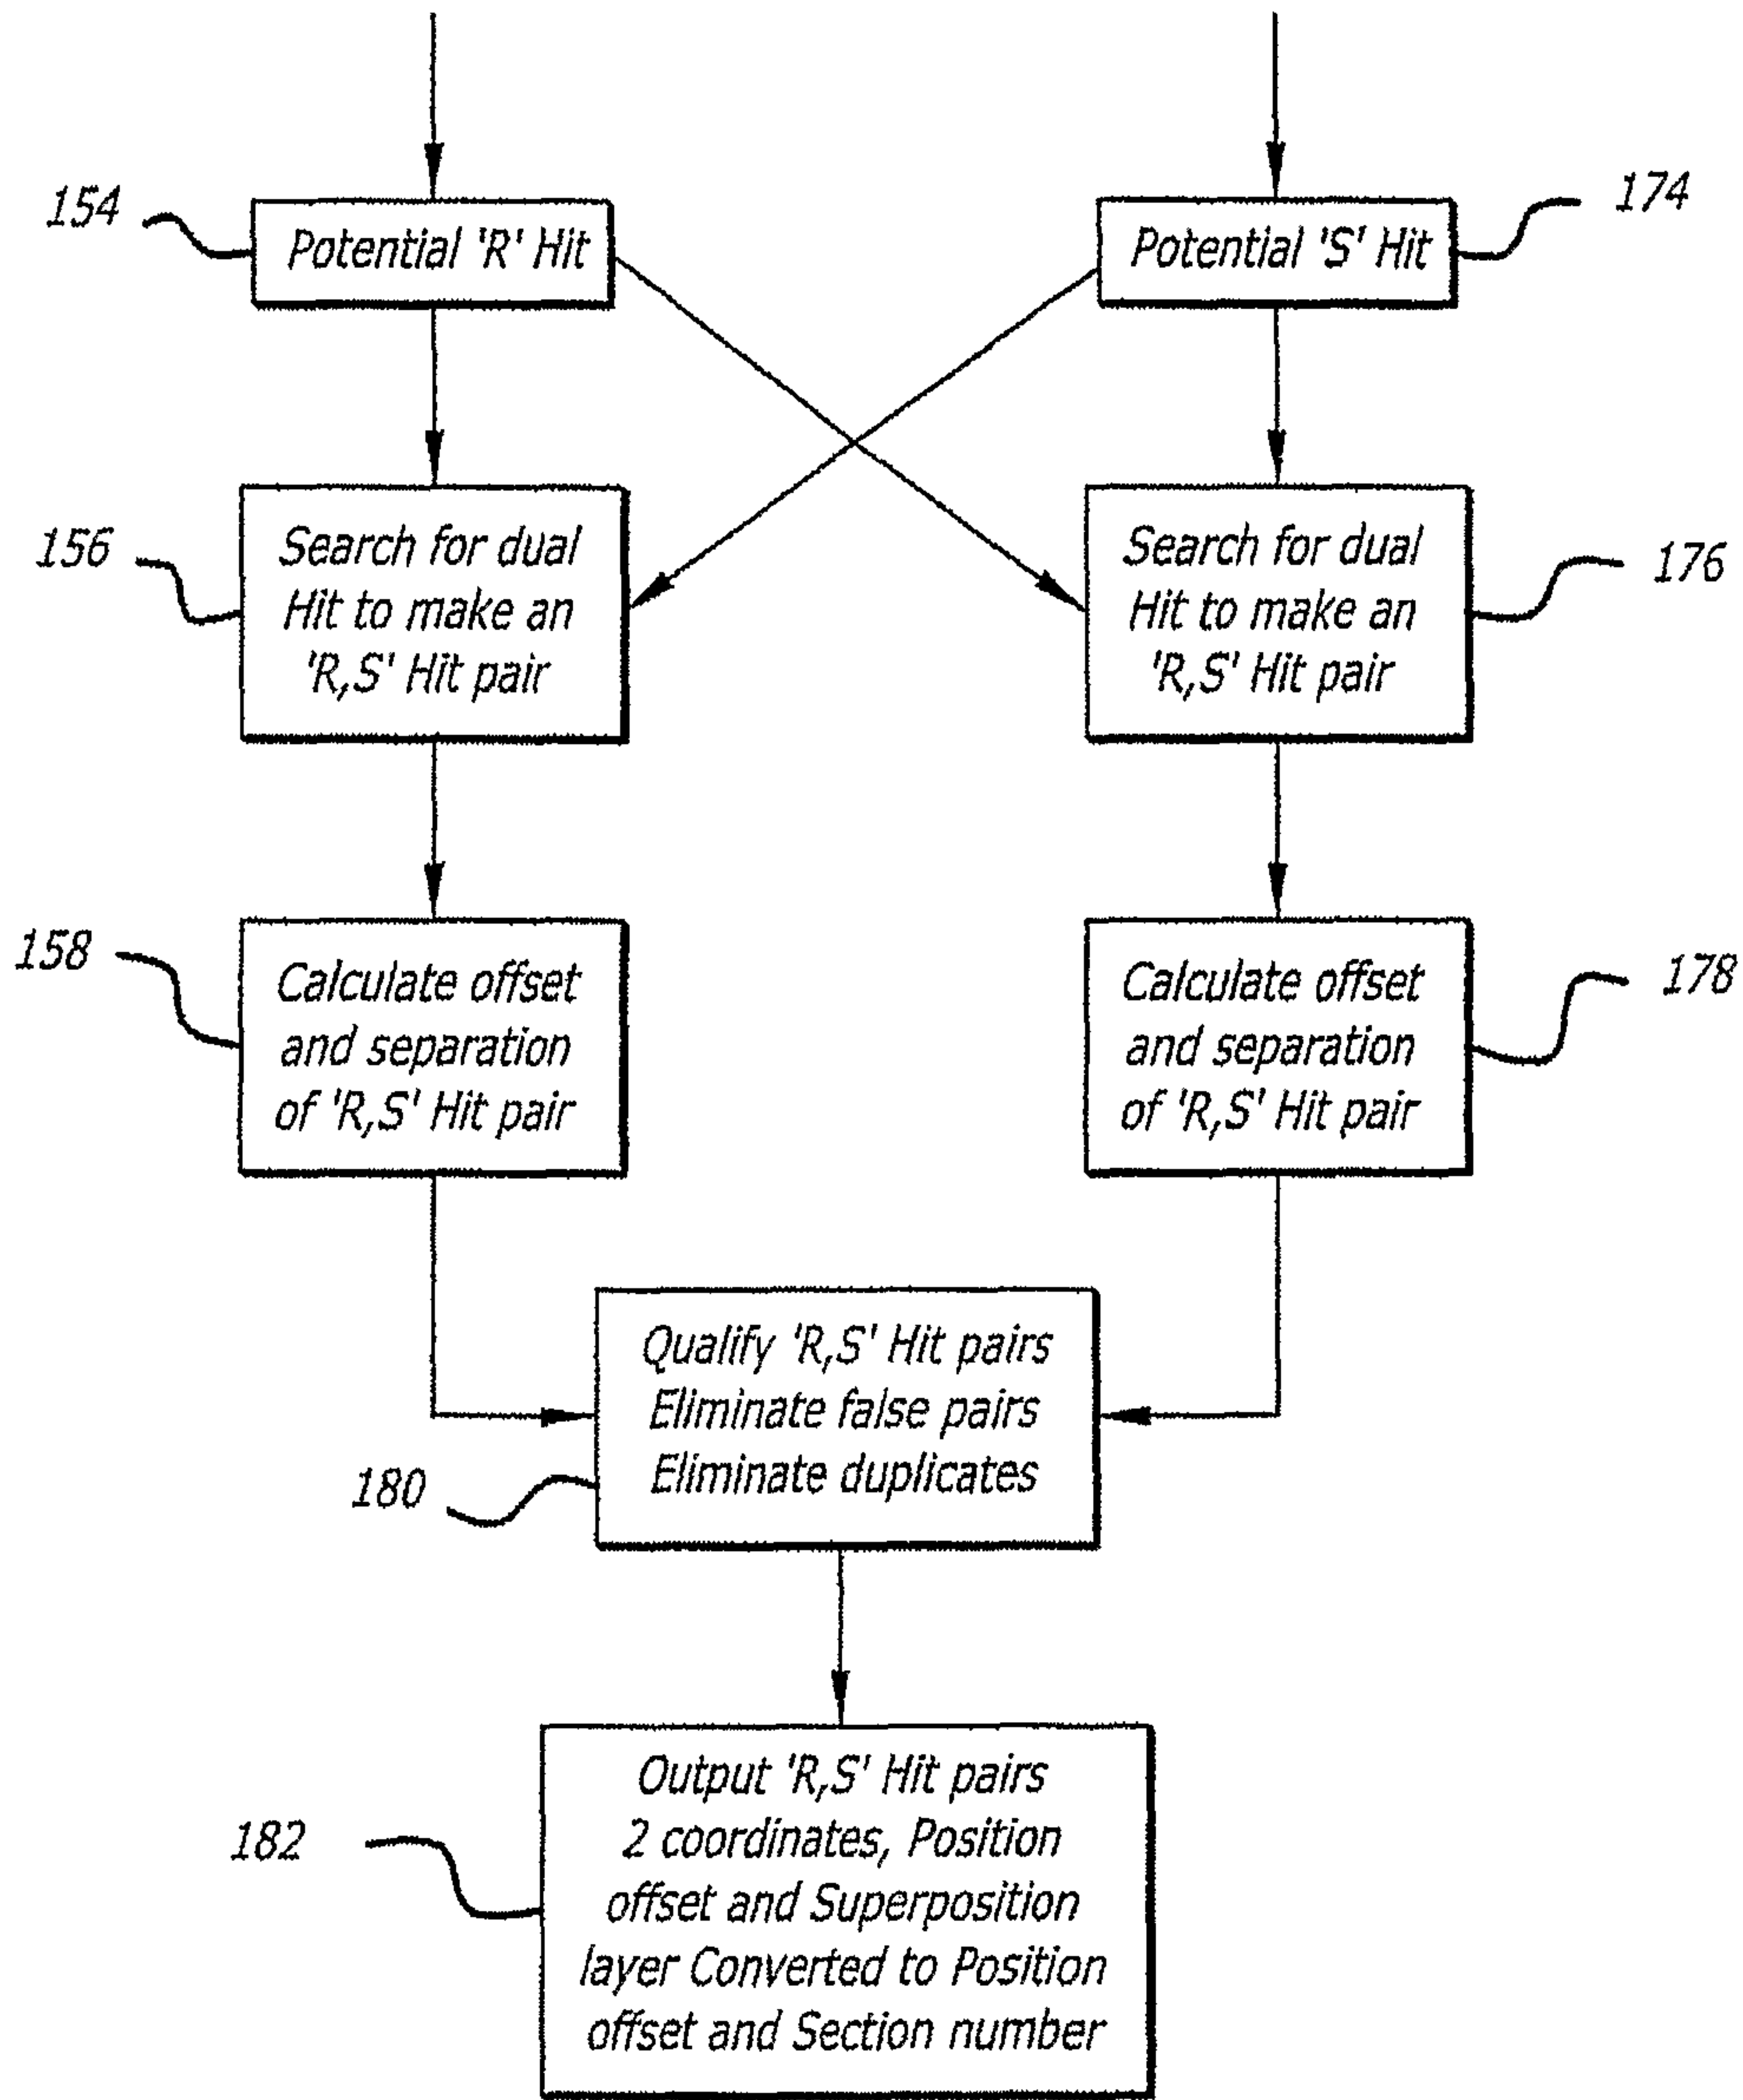 154
Potential 'R' Hit
Potential 'S' Hit
174
156
Search for dual
Hit to make an
'R,S' Hit pair
Search for dual
Hit to make an
'R,S' Hit pair
176
158
Calculate offset
and separation
of 'R,S' Hit pair
Calculate offset
and separation
of 'R,S' Hit pair
178
Qualify 'R,S' Hit pairs
Eliminate false pairs
Eliminate duplicates
180
Output 'R,S' Hit pairs
2 coordinates, Position
offset and Superposition
layer Converted to Position
offset and Section number
182